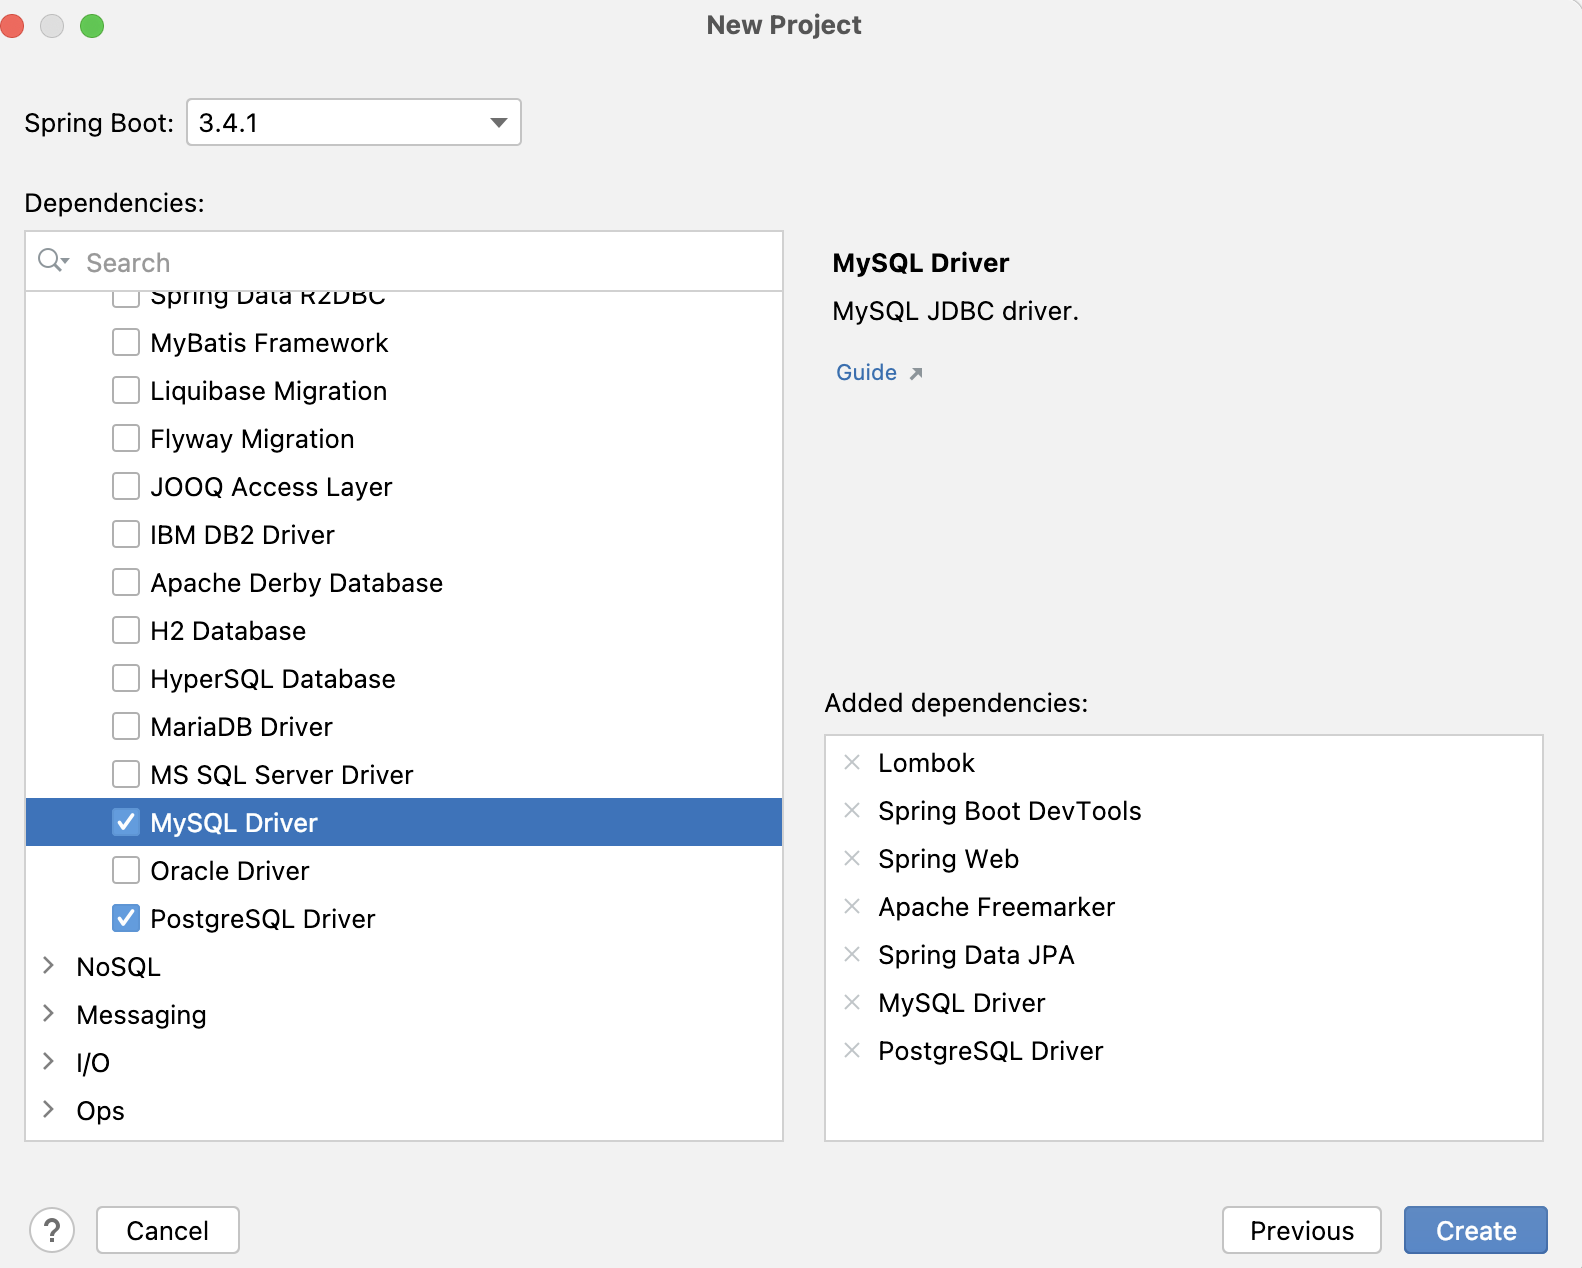 New Project
Spring Boot: 3.4.1
Dependencies:
Search
Spring Data R2DBC
MyBatis Framework
Liquibase Migration
Flyway Migration
JOOQ Access Layer
IBM DB2 Driver
Apache Derby Database
H2 Database
HyperSQL Database
MariaDB Driver
MS SQL Server Driver
MySQL Driver
Oracle Driver
PostgreSQL Driver
NoSQL
Messaging
I/O
Ops
MySQL Driver
MySQL JDBC driver.
Guide
Added dependencies:
Lombok
Spring Boot DevTools
Spring Web
Apache Freemarker
Spring Data JPA
MySQL Driver
PostgreSQL Driver
?
Cancel
Previous
Create